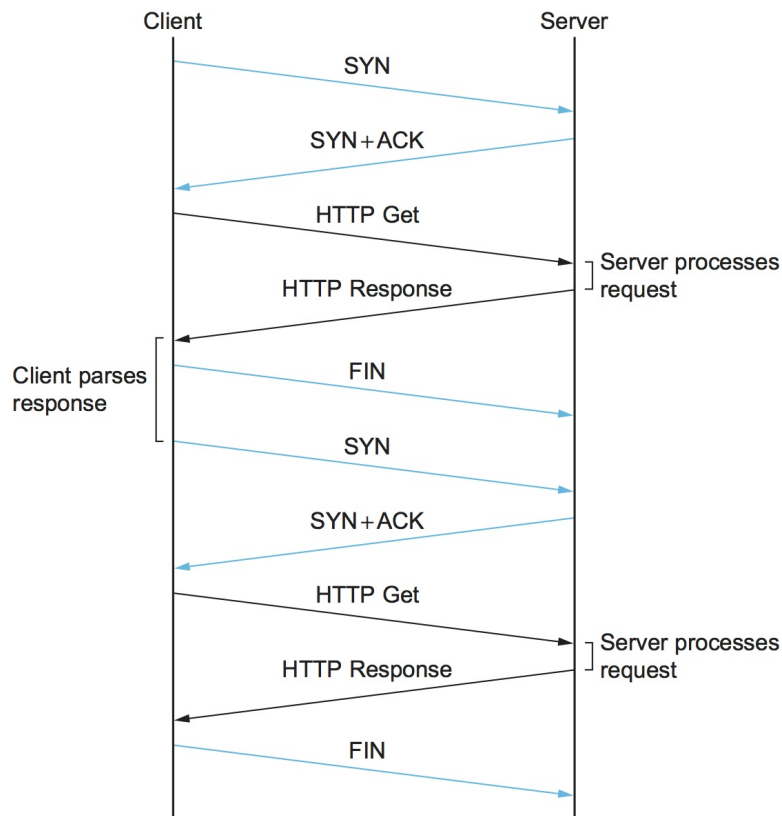 Client
Server
SYN
SYN+ACK
HTTP Get
Server processes
request
HTTP Response
Client parses
response
FIN
SYN
SYN+ACK
HTTP Get
Server processes
request
HTTP Response
FIN